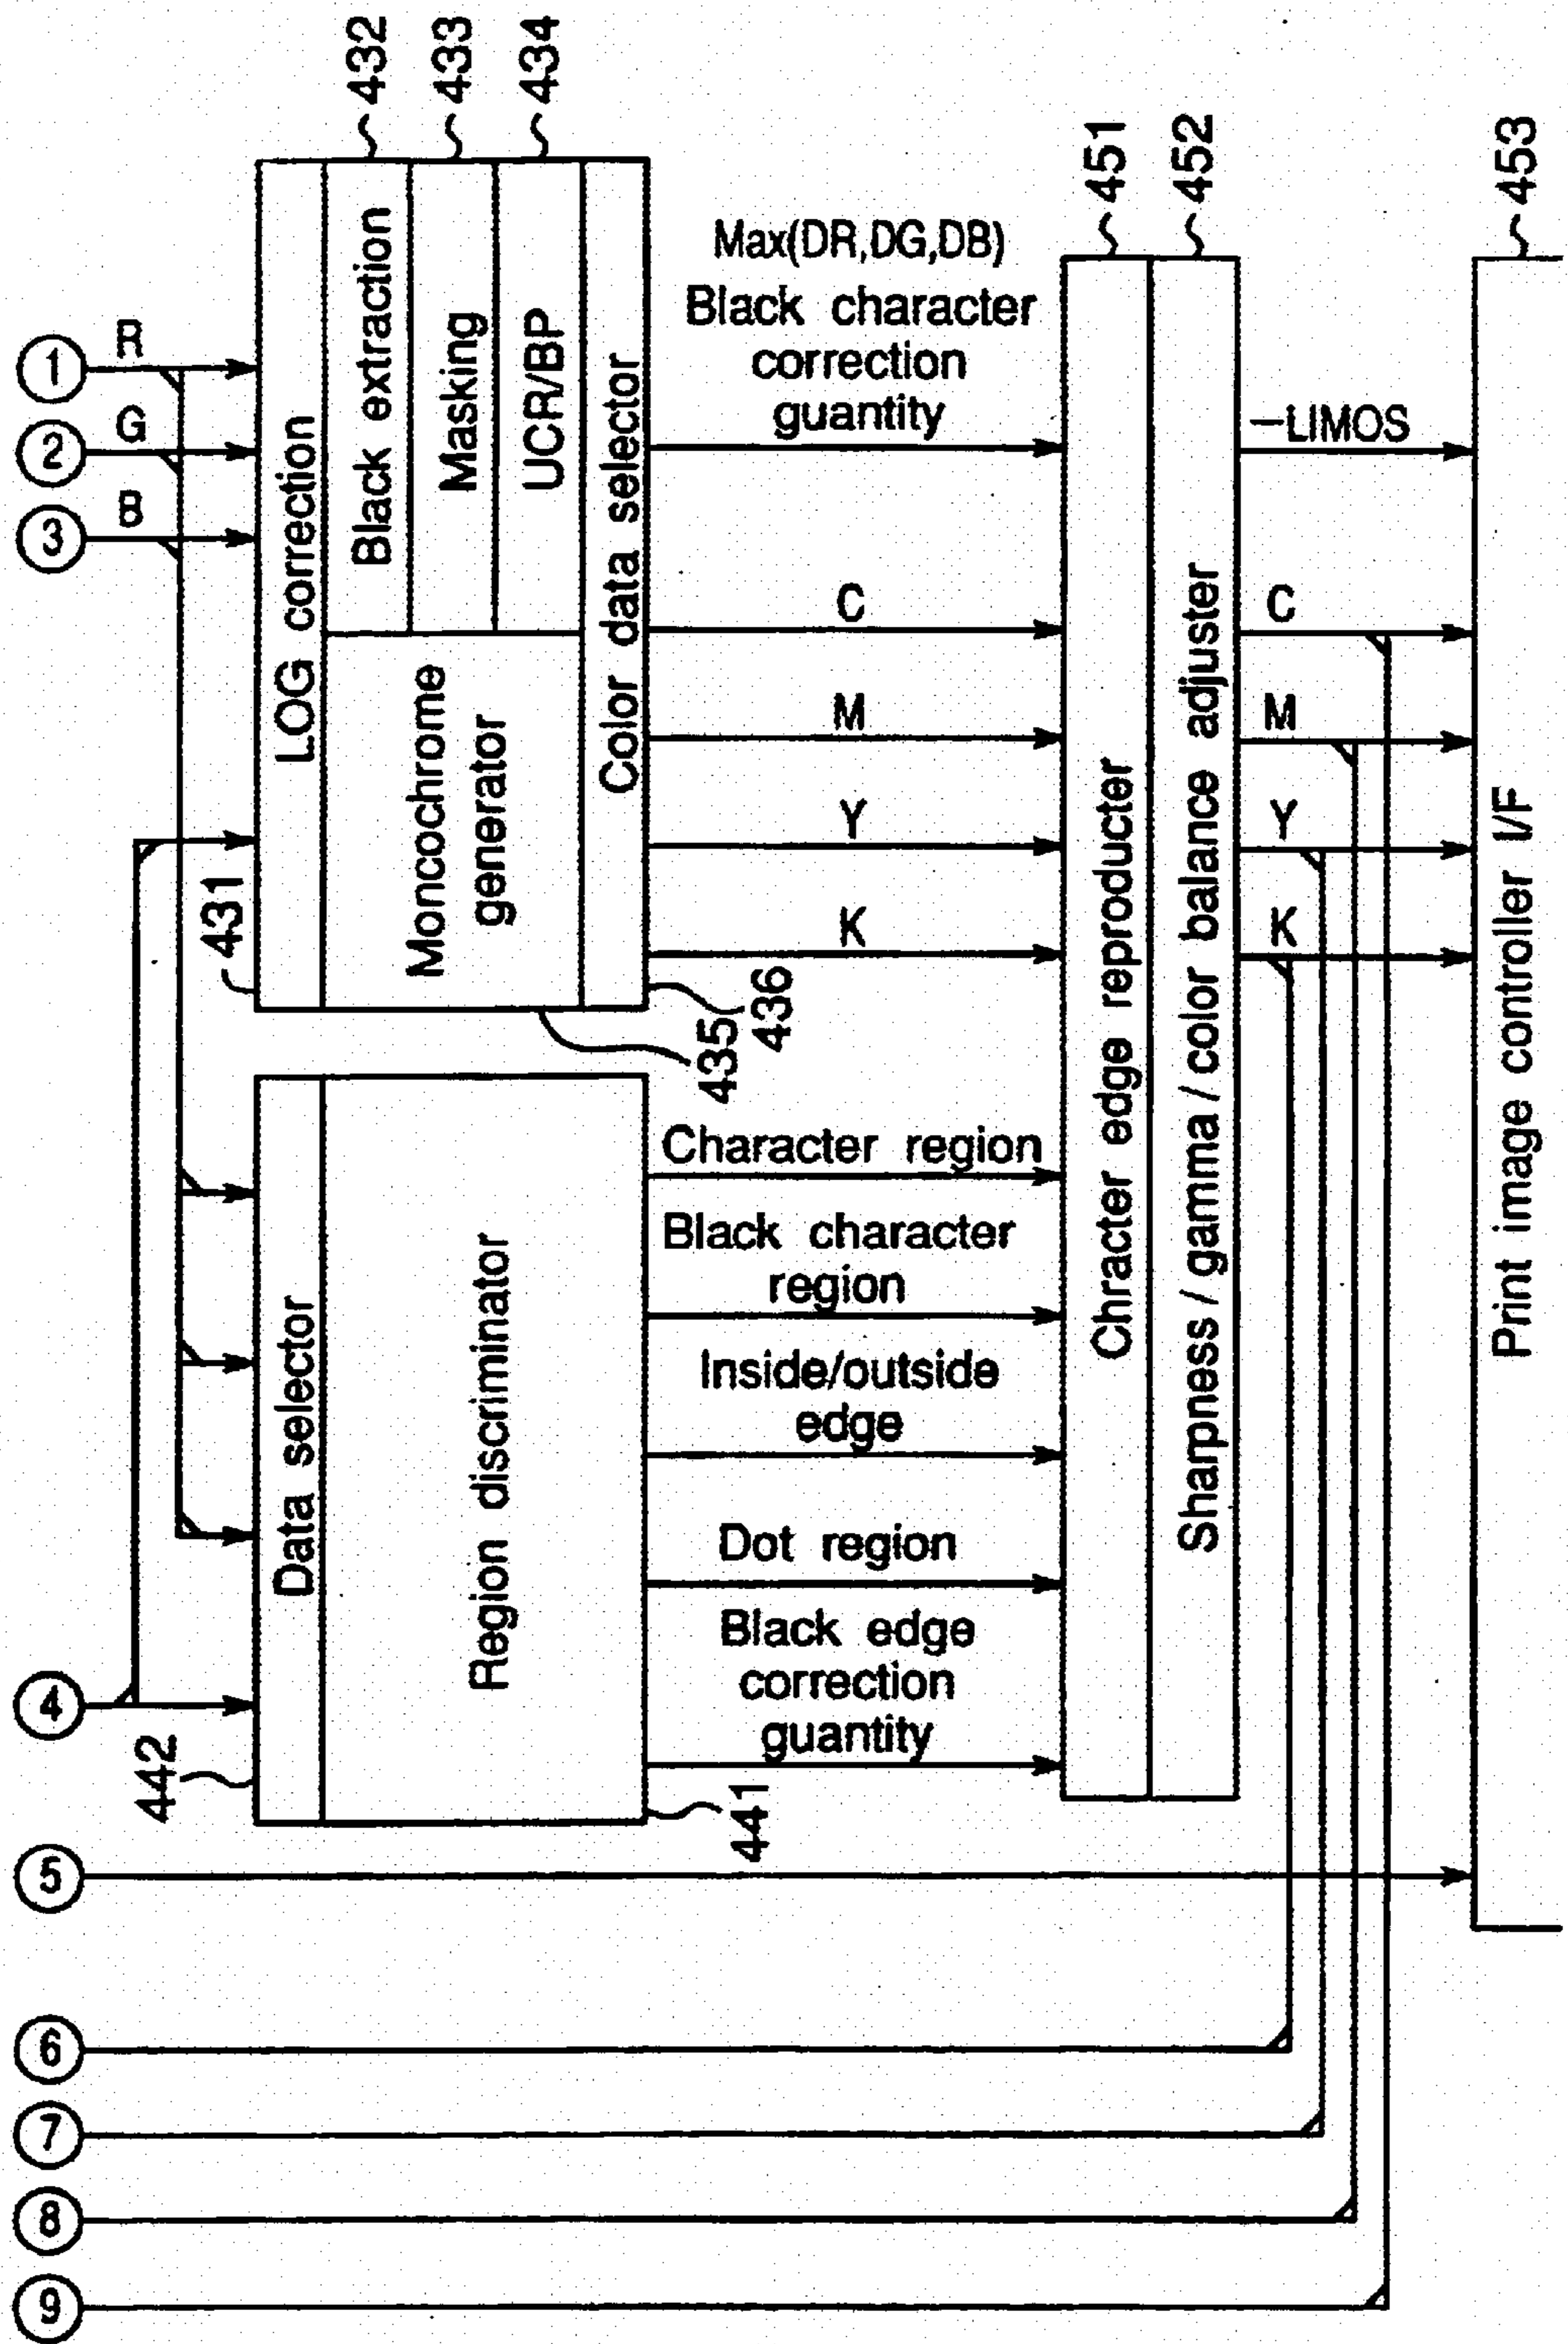 1
R
2
G
3
B
4
5
6
7
8
9
LOG correction
431
Black extraction
432
Masking
433
UCR/BP
434
Moncochrome
generator
435
Color data selector
436
Data selector
442
Region discriminator
441
Max(DR,DG,DB)
Black character
correction
guantity
C
M
Y
K
Character region
Black character
region
Inside/outside
edge
Dot region
Black edge
correction
guantity
Chracter edge reproducter
451
Sharpness / gamma / color balance adjuster
452
–LIMOS
C
M
Y
K
Print image controller I/F
453